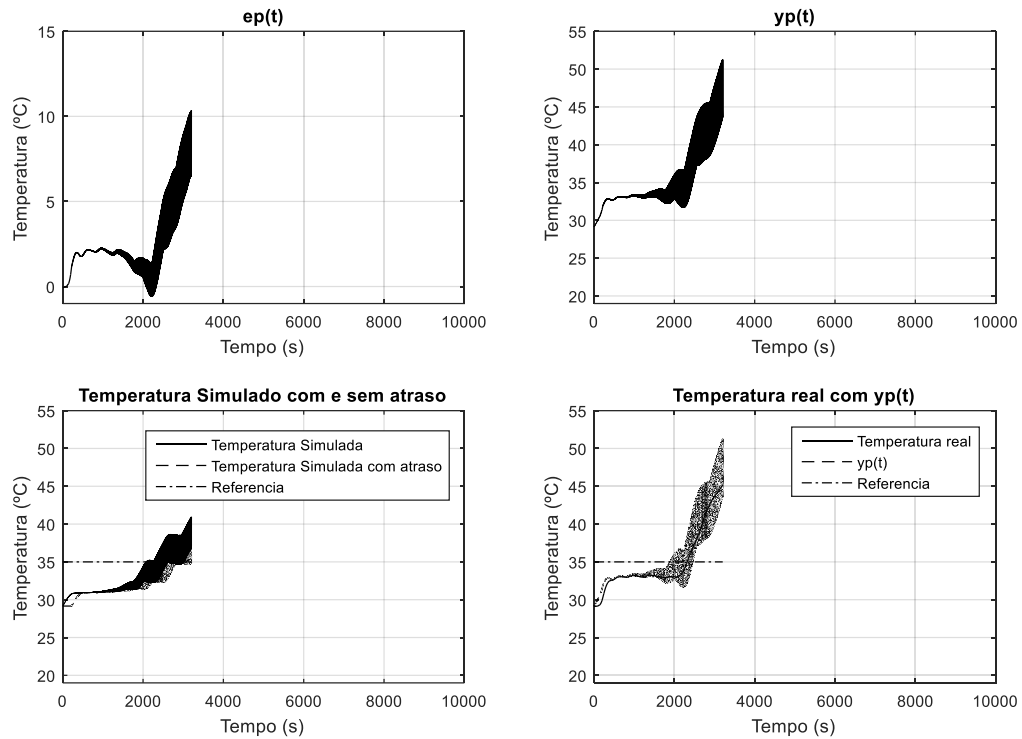 ep(t)
15
10
5
0
0 2000 4000 6000 8000 10000
Temperatura (ºC)
Tempo (s)
yp(t)
55
50
45
40
35
30
25
20
0 2000 4000 6000 8000 10000
Temperatura (ºC)
Tempo (s)
Temperatura Simulado com e sem atraso
55
50
45
40
35
30
25
20
0 2000 4000 6000 8000 10000
Temperatura (ºC)
Tempo (s)
Temperatura Simulada
Temperatura Simulada com atraso
Referencia
Temperatura real com yp(t)
55
50
45
40
35
30
25
20
0 2000 4000 6000 8000 10000
Temperatura (ºC)
Tempo (s)
Temperatura real
yp(t)
Referencia